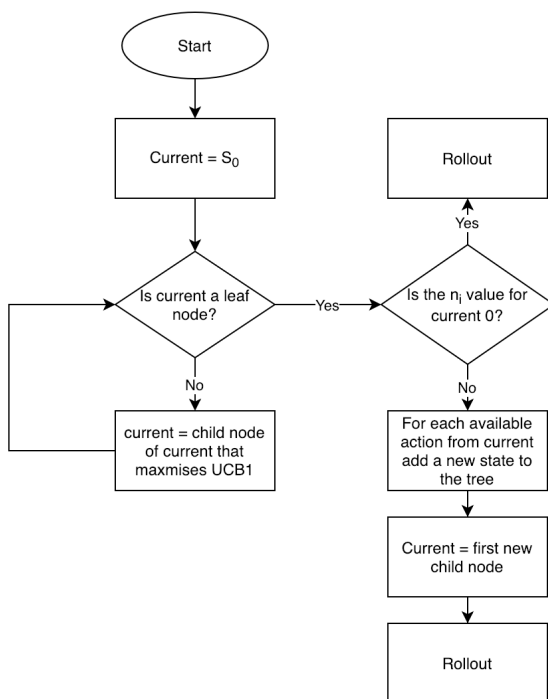 Start
Current = S₀
Is current a leaf
node?
No
current = child node
of current that
maxmises UCB1
Yes
Rollout
Yes
Is the nᵢ value for
current 0?
No
For each available
action from current
add a new state to
the tree
Current = first new
child node
Rollout